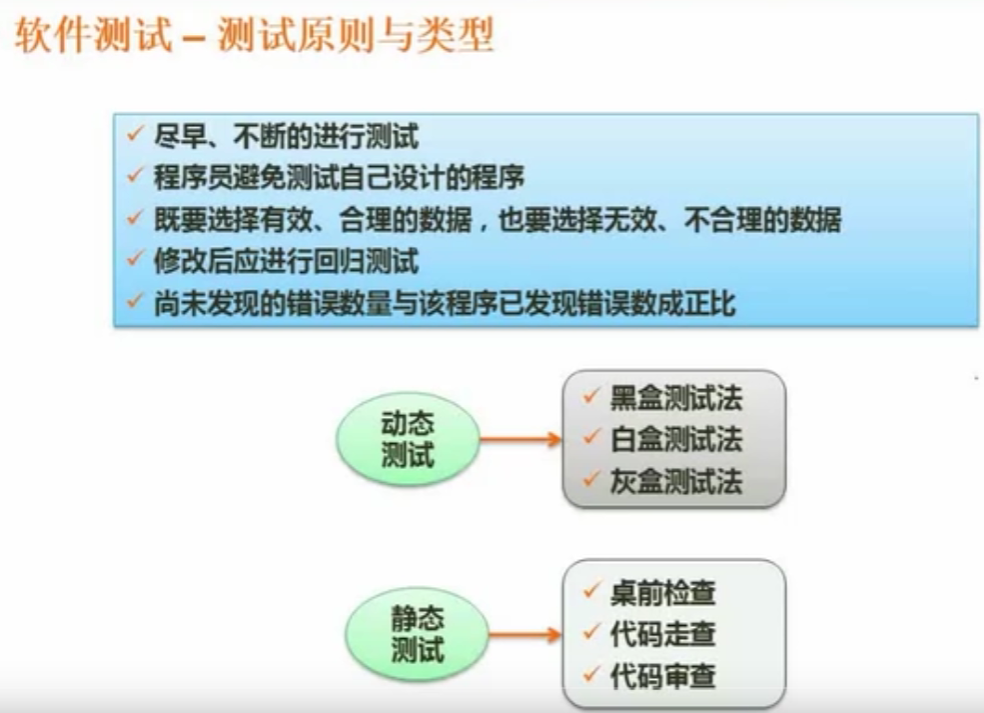 软件测试 – 测试原则与类型
✓ 尽早、不断的进行测试
✓ 程序员避免测试自己设计的程序
✓ 既要选择有效、合理的数据，也要选择无效、不合理的数据
✓ 修改后应进行回归测试
✓ 尚未发现的错误数量与该程序已发现错误数成正比
动态
测试
✓ 黑盒测试法
✓ 白盒测试法
✓ 灰盒测试法
静态
测试
✓ 桌前检查
✓ 代码走查
✓ 代码审查